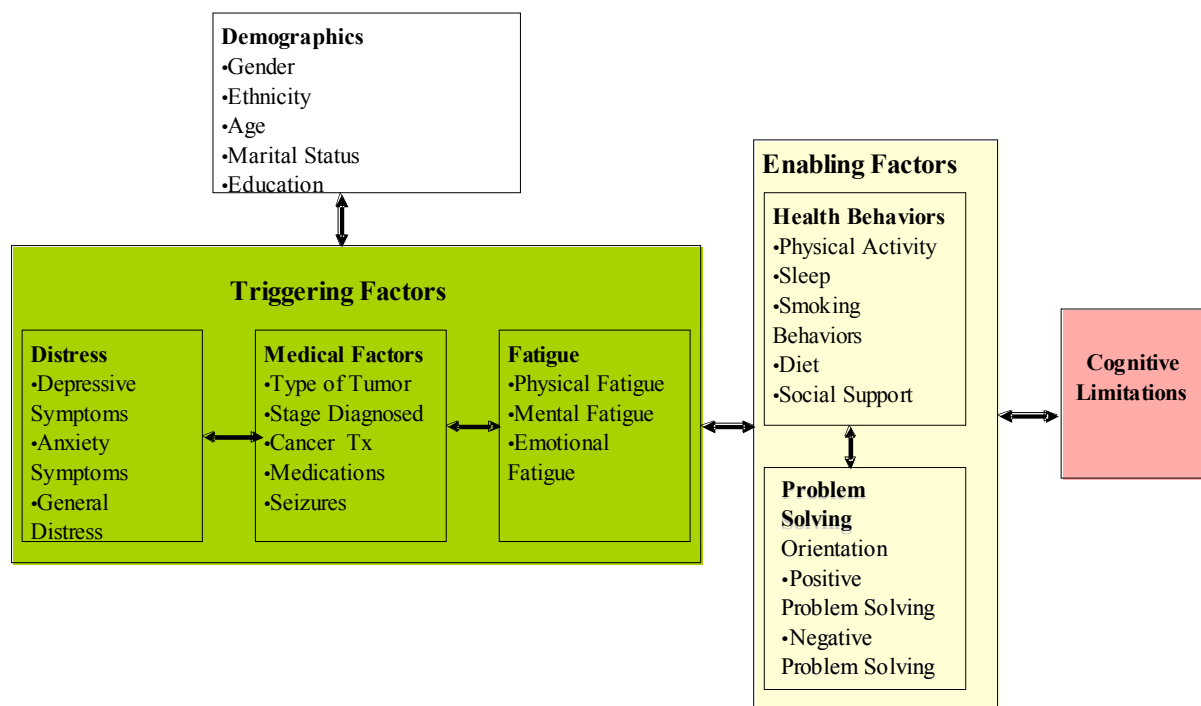 Demographics
•Gender
•Ethnicity
•Age
•Marital Status
•Education
Triggering Factors
Distress
•Depressive
Symptoms
•Anxiety
Symptoms
•General
Distress
Medical Factors
•Type of Tumor
•Stage Diagnosed
•Cancer Tx
•Medications
•Seizures
Fatigue
•Physical Fatigue
•Mental Fatigue
•Emotional
Fatigue
Enabling Factors
Health Behaviors
•Physical Activity
•Sleep
•Smoking
Behaviors
•Diet
•Social Support
Problem
Solving
Orientation
•Positive
Problem Solving
•Negative
Problem Solving
Cognitive
Limitations